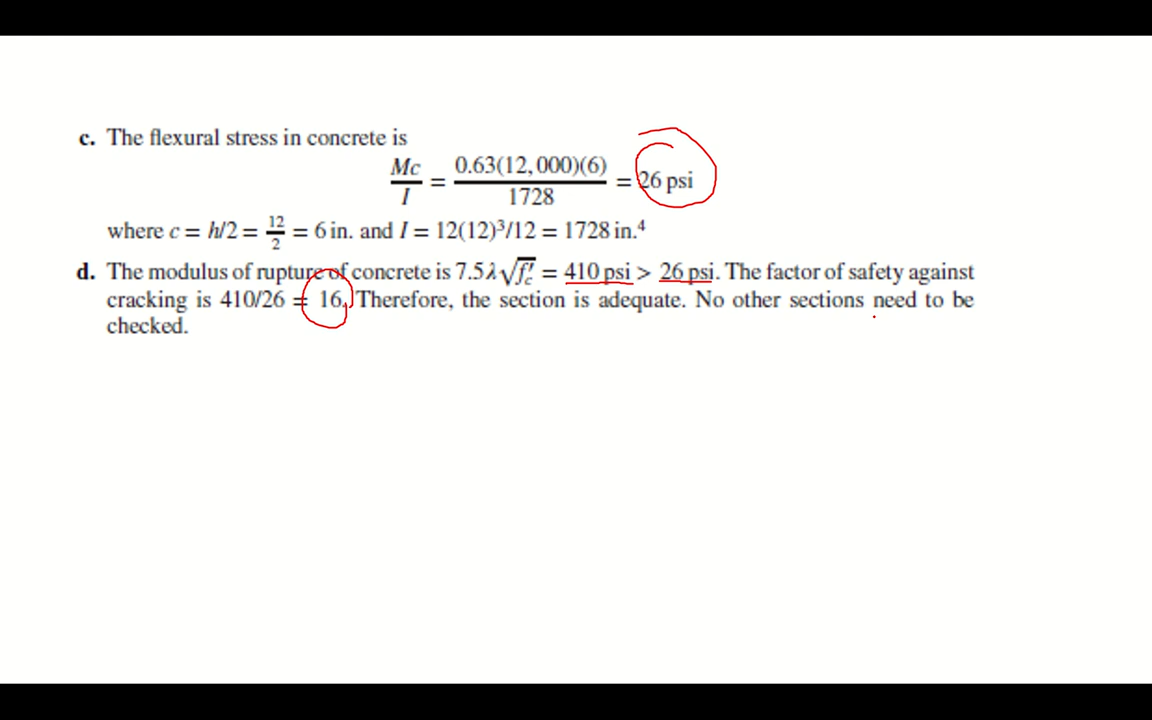 c. The flexural stress in concrete is
Mc/I = 0.63(12,000)(6)/1728 = 26 psi
where c = h/2 = 12/2 = 6 in. and I = 12(12)³/12 = 1728 in.⁴
d. The modulus of rupture of concrete is 7.5λ√f′c = 410 psi > 26 psi. The factor of safety against
cracking is 410/26 = 16. Therefore, the section is adequate. No other sections need to be
checked.